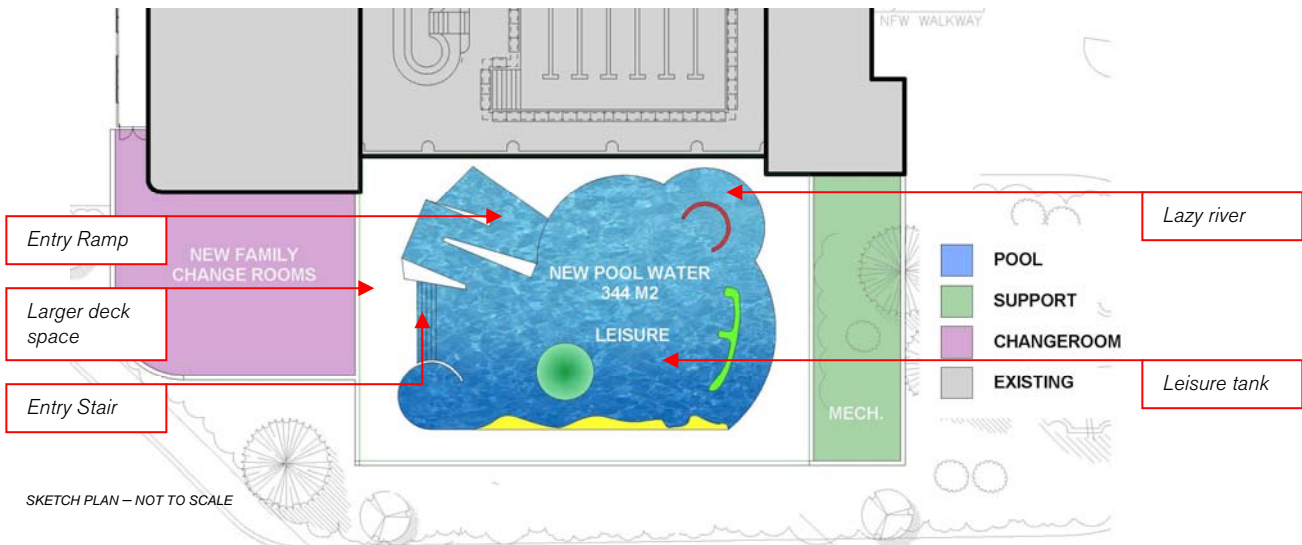 NEW WALKWAY
Entry Ramp
Larger deck
space
Entry Stair
NEW FAMILY
CHANGE ROOMS
NEW POOL WATER
344 M2
LEISURE
MECH.
Lazy river
Leisure tank
POOL
SUPPORT
CHANGEROOM
EXISTING
SKETCH PLAN – NOT TO SCALE